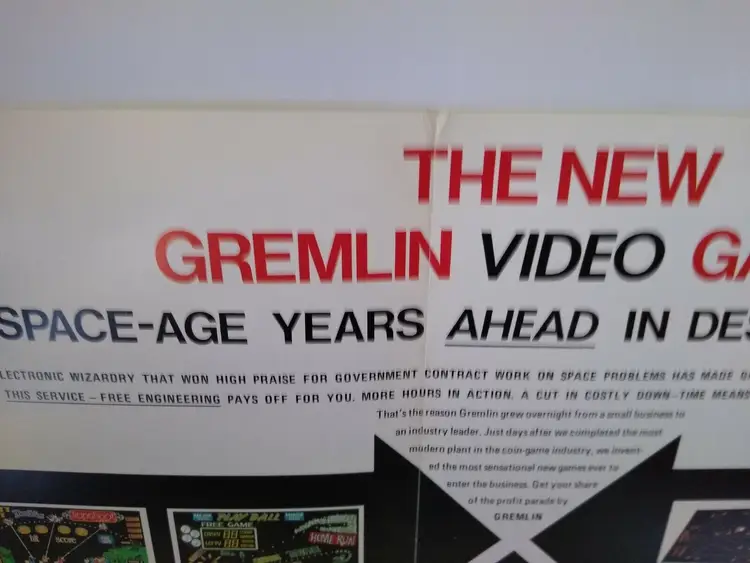 THE NEW
GREMLIN VIDEO GA
SPACE-AGE YEARS AHEAD IN DES
LECTRONIC WIZARDRY THAT WON HIGH PRAISE FOR GOVERNMENT CONTRACT WORK ON SPACE PROBLEMS HAS MADE
THIS SERVICE – FREE ENGINEERING PAYS OFF FOR YOU. MORE HOURS IN ACTION. A CUT IN COSTLY DOWN-TIME MEANS
That's the reason Gremlin grew overnight from a small business to
an industry leader. Just days after we completed the most
modern plant in the coin-game industry, we invent-
ed the most sensational new games ever to
enter the business. Get your share
of the profit parade by
GREMLIN
PLAY BALL
FREE GAME
HOME RUN